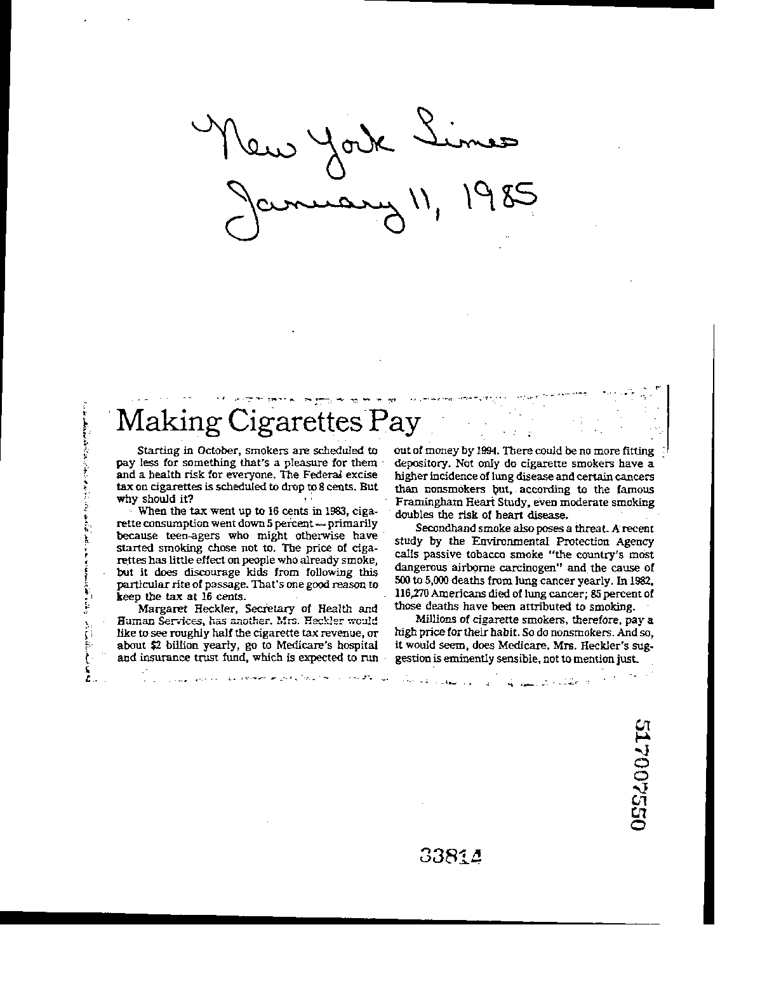 New York Times
January 11, 1985
Making Cigarettes Pay
Starting in October, smokers are scheduled to
pay less for something that's a pleasure for them
and a health risk for everyone. The Federal excise
tax on cigarettes is scheduled to drop to 8 cents. But
why should it?
When the tax went up to 16 cents in 1983, ciga-
rette consumption went down 5 percent — primarily
because teen-agers who might otherwise have
started smoking chose not to. The price of ciga-
rettes has little effect on people who already smoke,
but it does discourage kids from following this
particular rite of passage. That's one good reason to
keep the tax at 16 cents.
Margaret Heckler, Secretary of Health and
Human Services, has another. Mrs. Heckler would
like to see roughly half the cigarette tax revenue, or
about $2 billion yearly, go to Medicare's hospital
and insurance trust fund, which is expected to run
out of money by 1994. There could be no more fitting
depository. Not only do cigarette smokers have a
higher incidence of lung disease and certain cancers
than nonsmokers but, according to the famous
Framingham Heart Study, even moderate smoking
doubles the risk of heart disease.
Secondhand smoke also poses a threat. A recent
study by the Environmental Protection Agency
calls passive tobacco smoke "the country's most
dangerous airborne carcinogen" and the cause of
500 to 5,000 deaths from lung cancer yearly. In 1982,
116,270 Americans died of lung cancer; 85 percent of
those deaths have been attributed to smoking.
Millions of cigarette smokers, therefore, pay a
high price for their habit. So do nonsmokers. And so,
it would seem, does Medicare. Mrs. Heckler's sug-
gestion is eminently sensible, not to mention just.
517007550
33814